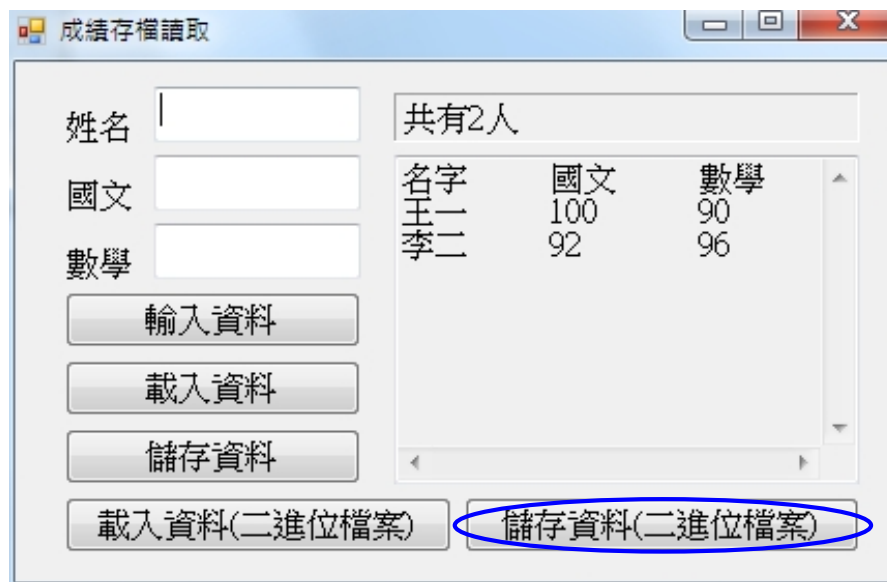 成績存檔讀取
姓名
國文
數學
共有2人
名字 國文 數學
王一 100 90
李二 92 96
輸入資料
載入資料
儲存資料
載入資料(二進位檔案)
儲存資料(二進位檔案)